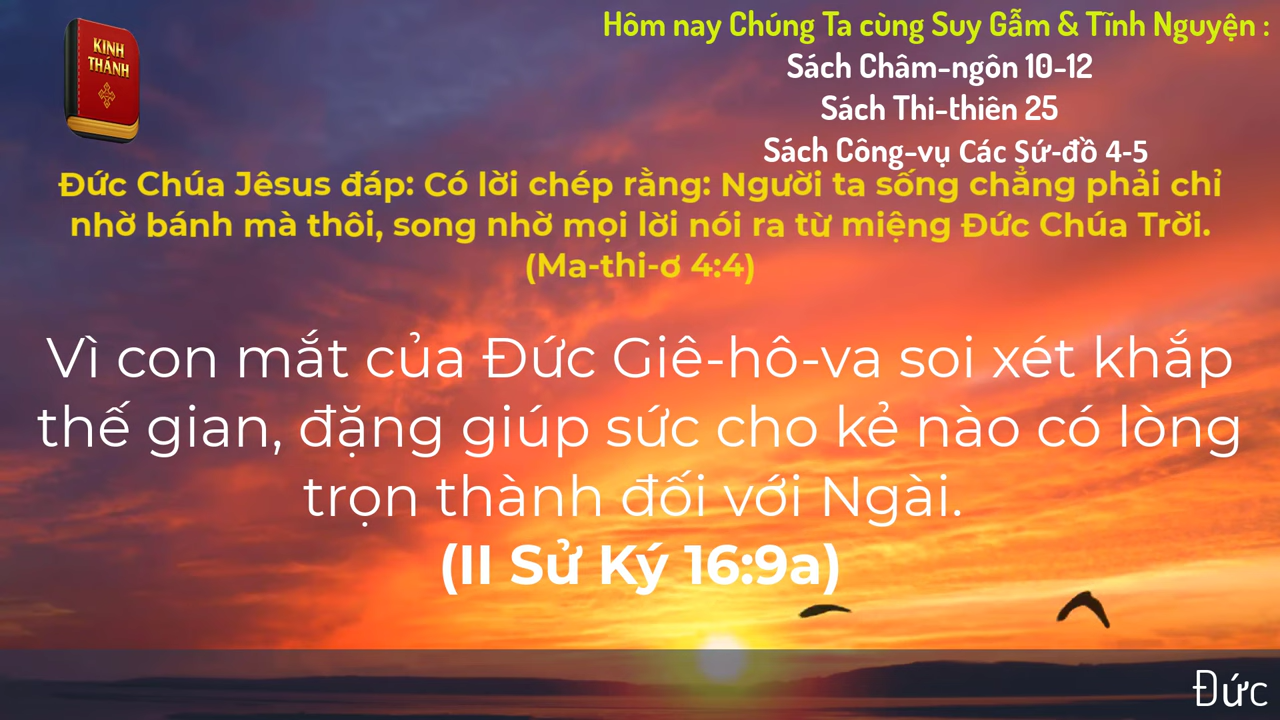 KINH
THÁNH
Hôm nay Chúng Ta cùng Suy Gẫm & Tĩnh Nguyện :
Sách Châm-ngôn 10-12
Sách Thi-thiên 25
Sách Công-vụ Các Sứ-đồ 4-5
Đức Chúa Jêsus đáp: Có lời chép rằng: Người ta sống chẳng phải chỉ
nhờ bánh mà thôi, song nhờ mọi lời nói ra từ miệng Đức Chúa Trời.
(Ma-thi-ơ 4:4)
Vì con mắt của Đức Giê-hô-va soi xét khắp
thế gian, đặng giúp sức cho kẻ nào có lòng
trọn thành đối với Ngài.
(II Sử Ký 16:9a)
Đức